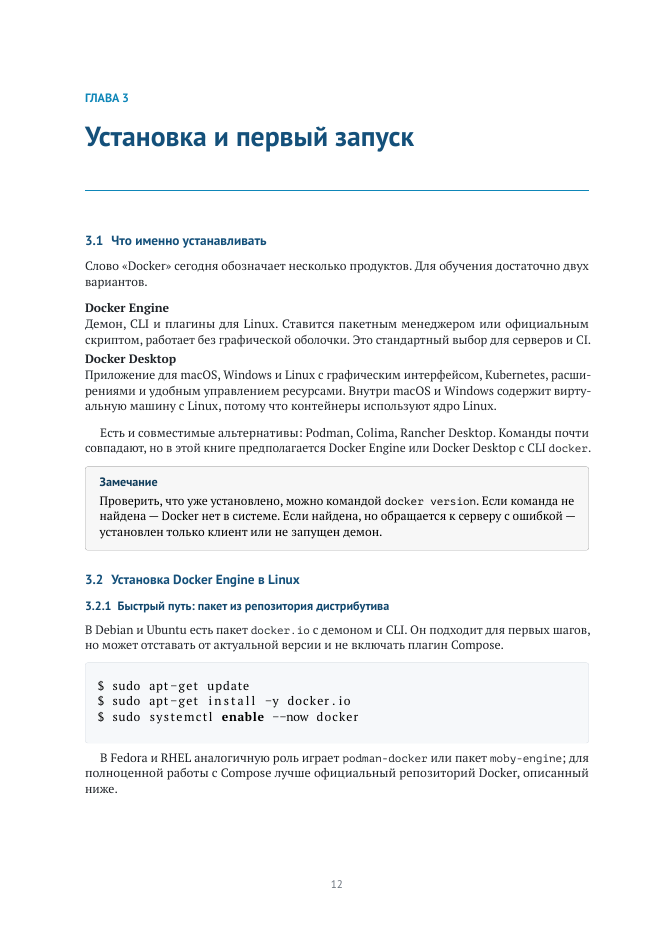 ГЛАВА 3
Установка и первый запуск
3.1 Что именно устанавливать
Слово «Docker» сегодня обозначает несколько продуктов. Для обучения достаточно двух
вариантов.
Docker Engine
Демон, CLI и плагины для Linux. Ставится пакетным менеджером или официальным
скриптом, работает без графической оболочки. Это стандартный выбор для серверов и CI.
Docker Desktop
Приложение для macOS, Windows и Linux с графическим интерфейсом, Kubernetes, расши-
рениями и удобным управлением ресурсами. Внутри macOS и Windows содержит вирту-
альную машину с Linux, потому что контейнеры используют ядро Linux.
Есть и совместимые альтернативы: Podman, Colima, Rancher Desktop. Команды почти
совпадают, но в этой книге предполагается Docker Engine или Docker Desktop с CLI docker.
Замечание
Проверить, что уже установлено, можно командой docker version. Если команда не
найдена — Docker нет в системе. Если найдена, но обращается к серверу с ошибкой —
установлен только клиент или не запущен демон.
3.2 Установка Docker Engine в Linux
3.2.1 Быстрый путь: пакет из репозитория дистрибутива
В Debian и Ubuntu есть пакет docker.io с демоном и CLI. Он подходит для первых шагов,
но может отставать от актуальной версии и не включать плагин Compose.
$ sudo apt−get update
$ sudo apt−get install −y docker.io
$ sudo systemctl enable −−now docker
В Fedora и RHEL аналогичную роль играет podman-docker или пакет moby-engine; для
полноценной работы с Compose лучше официальный репозиторий Docker, описанный
ниже.
12